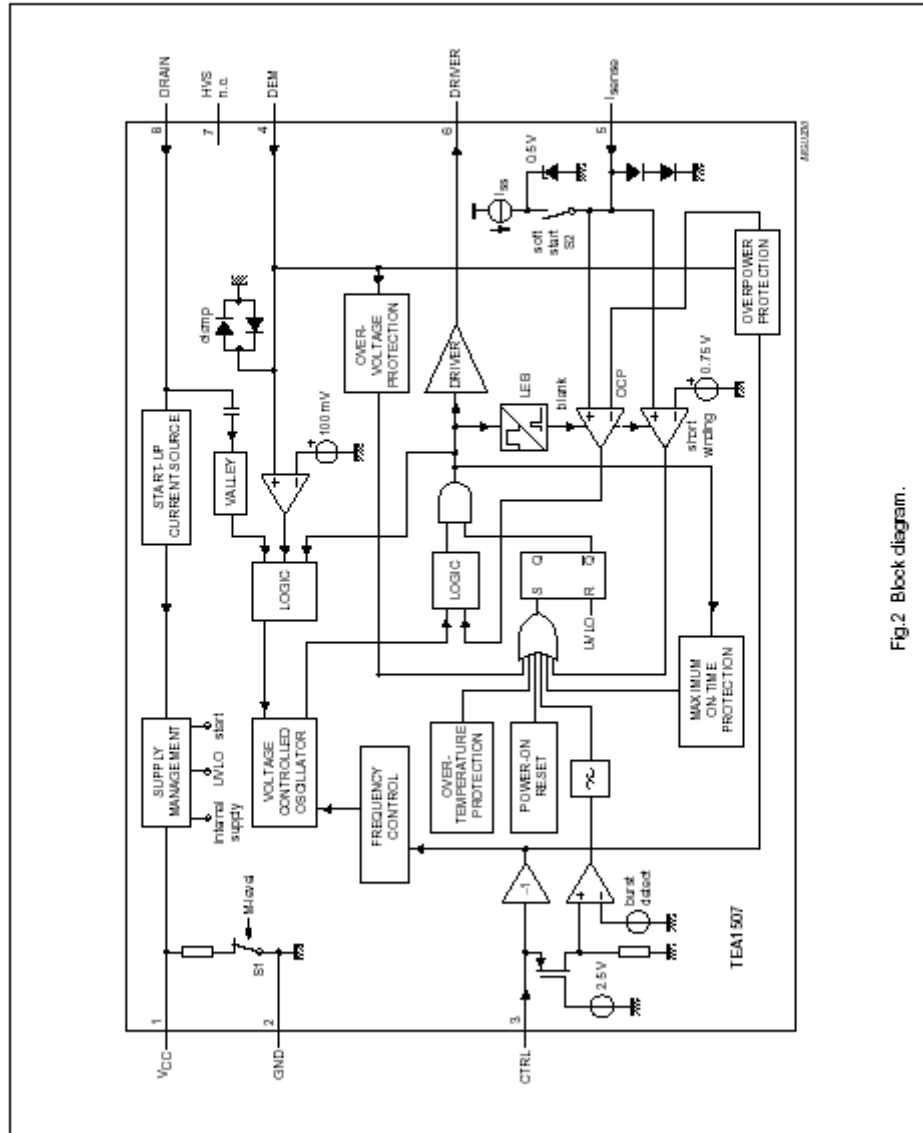 VCC
1
GND
2
CTRL
3
DRAIN
8
HVS
n.c.
7
DEM
4
DRIVER
6
Isense
5
SUPPLY
MANAGEMENT
internal
supply
UVLO
start
M-level
S1
START-UP
CURRENT SOURCE
clamp
VALLEY
LOGIC
100 mV
VOLTAGE
CONTROLLED
OSCILLATOR
FREQUENCY
CONTROL
OVER-
VOLTAGE
PROTECTION
LOGIC
DRIVER
LEB
blank
Iss
0.5 V
soft
start
S2
OVER-
TEMPERATURE
PROTECTION
POWER-ON
RESET
S
Q
R
Q
UVLO
OCP
short
winding
0.75 V
OVERPOWER
PROTECTION
MAXIMUM
ON-TIME
PROTECTION
–1
2.5 V
burst
detect
TEA1507
Fig.2 Block diagram.